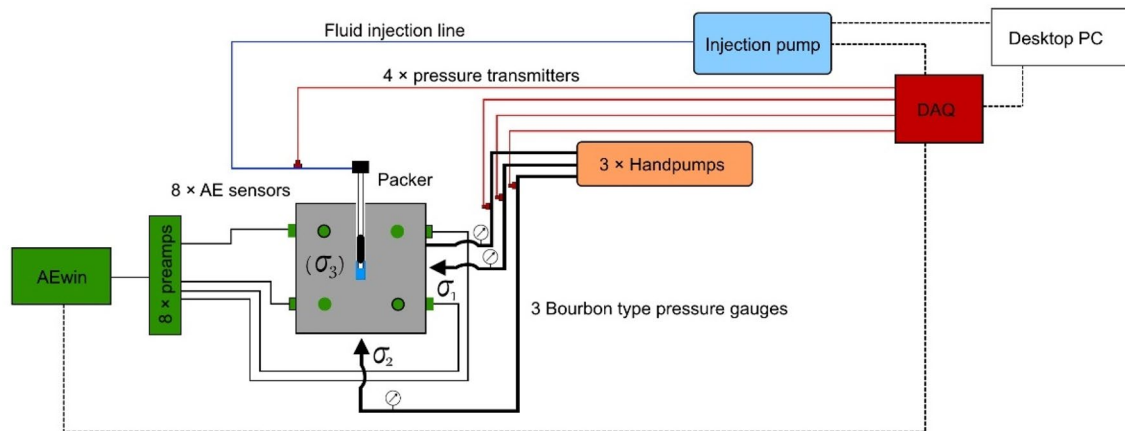 Fluid injection line
Injection pump
Desktop PC
4 × pressure transmitters
DAQ
3 × Handpumps
Packer
8 × AE sensors
AEwin
8 × preamps
(σ3)
σ1
3 Bourbon type pressure gauges
σ2